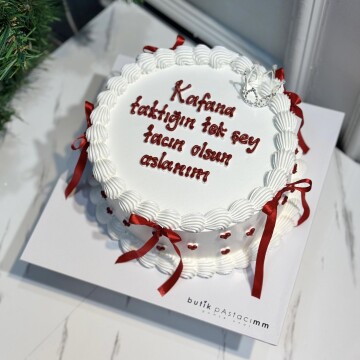 Kafana
taktığın tek şey
tacın olsun
aslanım
butik pAstacımm